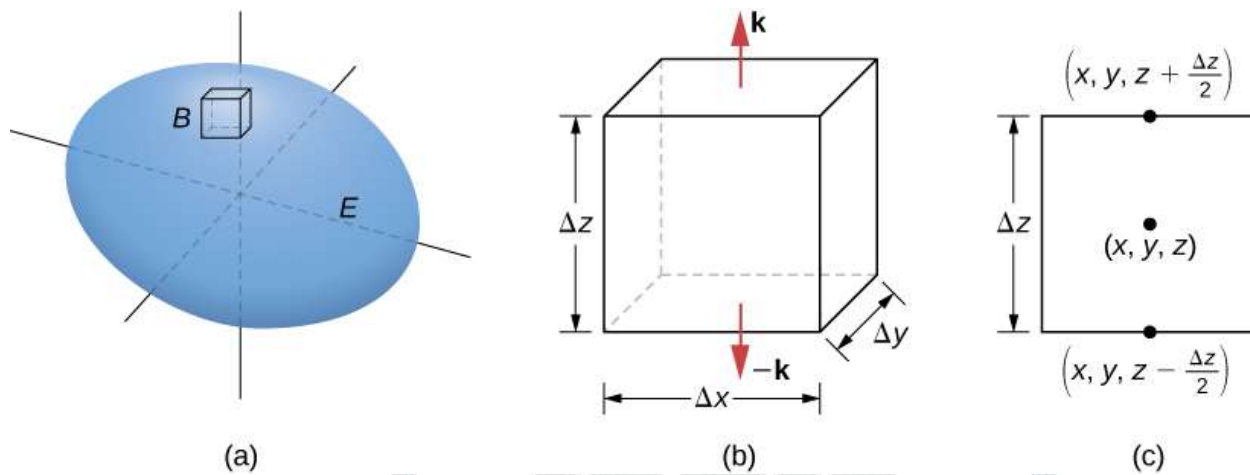 B
E
(a)
k
Δz
Δy
−k
Δx
(b)
(x, y, z + Δz/2)
Δz
(x, y, z)
(x, y, z − Δz/2)
(c)